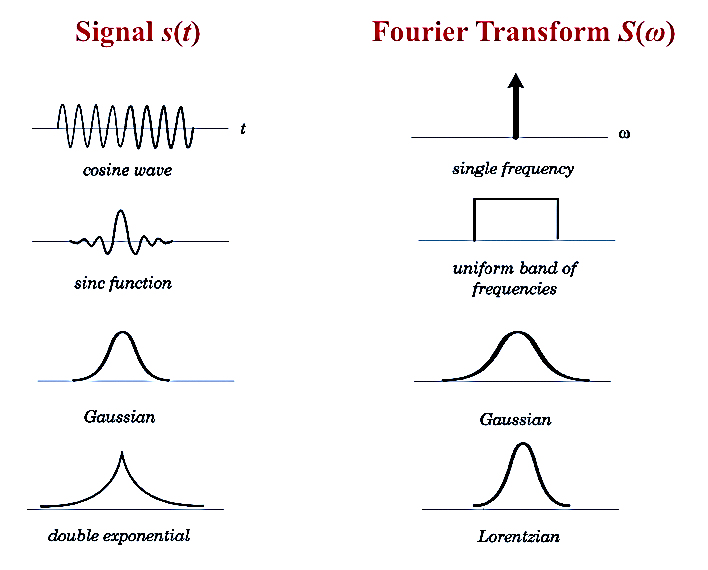 Signal s(t)
Fourier Transform S(ω)
t
ω
cosine wave
single frequency
sinc function
uniform band of
frequencies
Gaussian
Gaussian
double exponential
Lorentzian